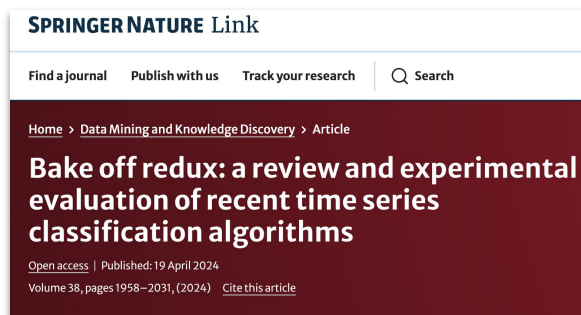 SPRINGER NATURE Link
Find a journal Publish with us Track your research Search
Home > Data Mining and Knowledge Discovery > Article
Bake off redux: a review and experimental
evaluation of recent time series
classification algorithms
Open access | Published: 19 April 2024
Volume 38, pages 1958–2031, (2024) Cite this article